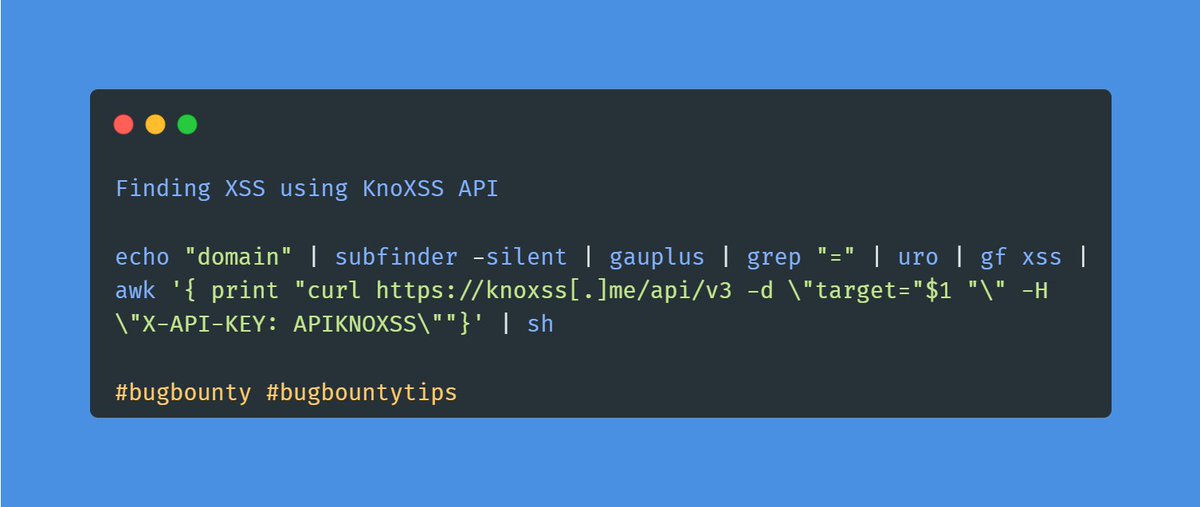 Finding XSS using KnoXSS API
echo "domain" | subfinder -silent | gauplus | grep "=" | uro | gf xss |
awk '{ print "curl https://knoxss[.]me/api/v3 -d \"target="$1 "\" -H
\"X-API-KEY: APIKNOXSS\""}' | sh
#bugbounty #bugbountytips